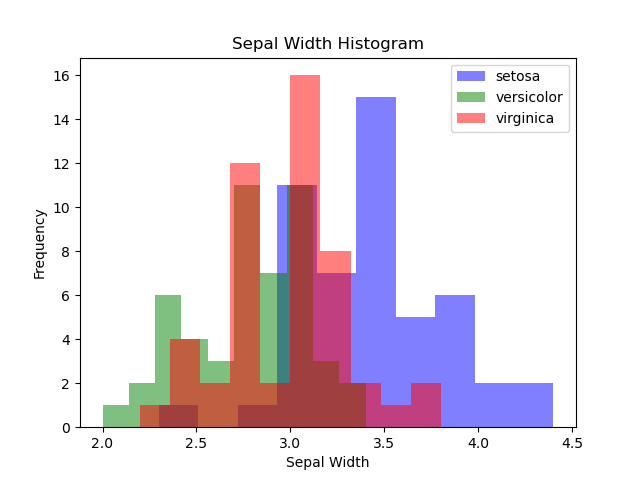 Sepal Width Histogram
setosa
versicolor
virginica
16
14
12
10
8
6
4
2
0
Frequency
2.0 2.5 3.0 3.5 4.0 4.5
Sepal Width